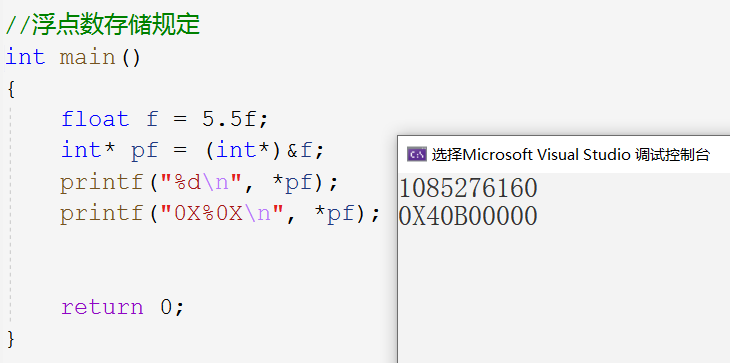 //浮点数存储规定
int main()
{
float f = 5.5f;
int* pf = (int*)&f;
printf("%d\n", *pf);
printf("0X%0X\n", *pf);
return 0;
}
选择Microsoft Visual Studio 调试控制台
1085276160
0X40B00000